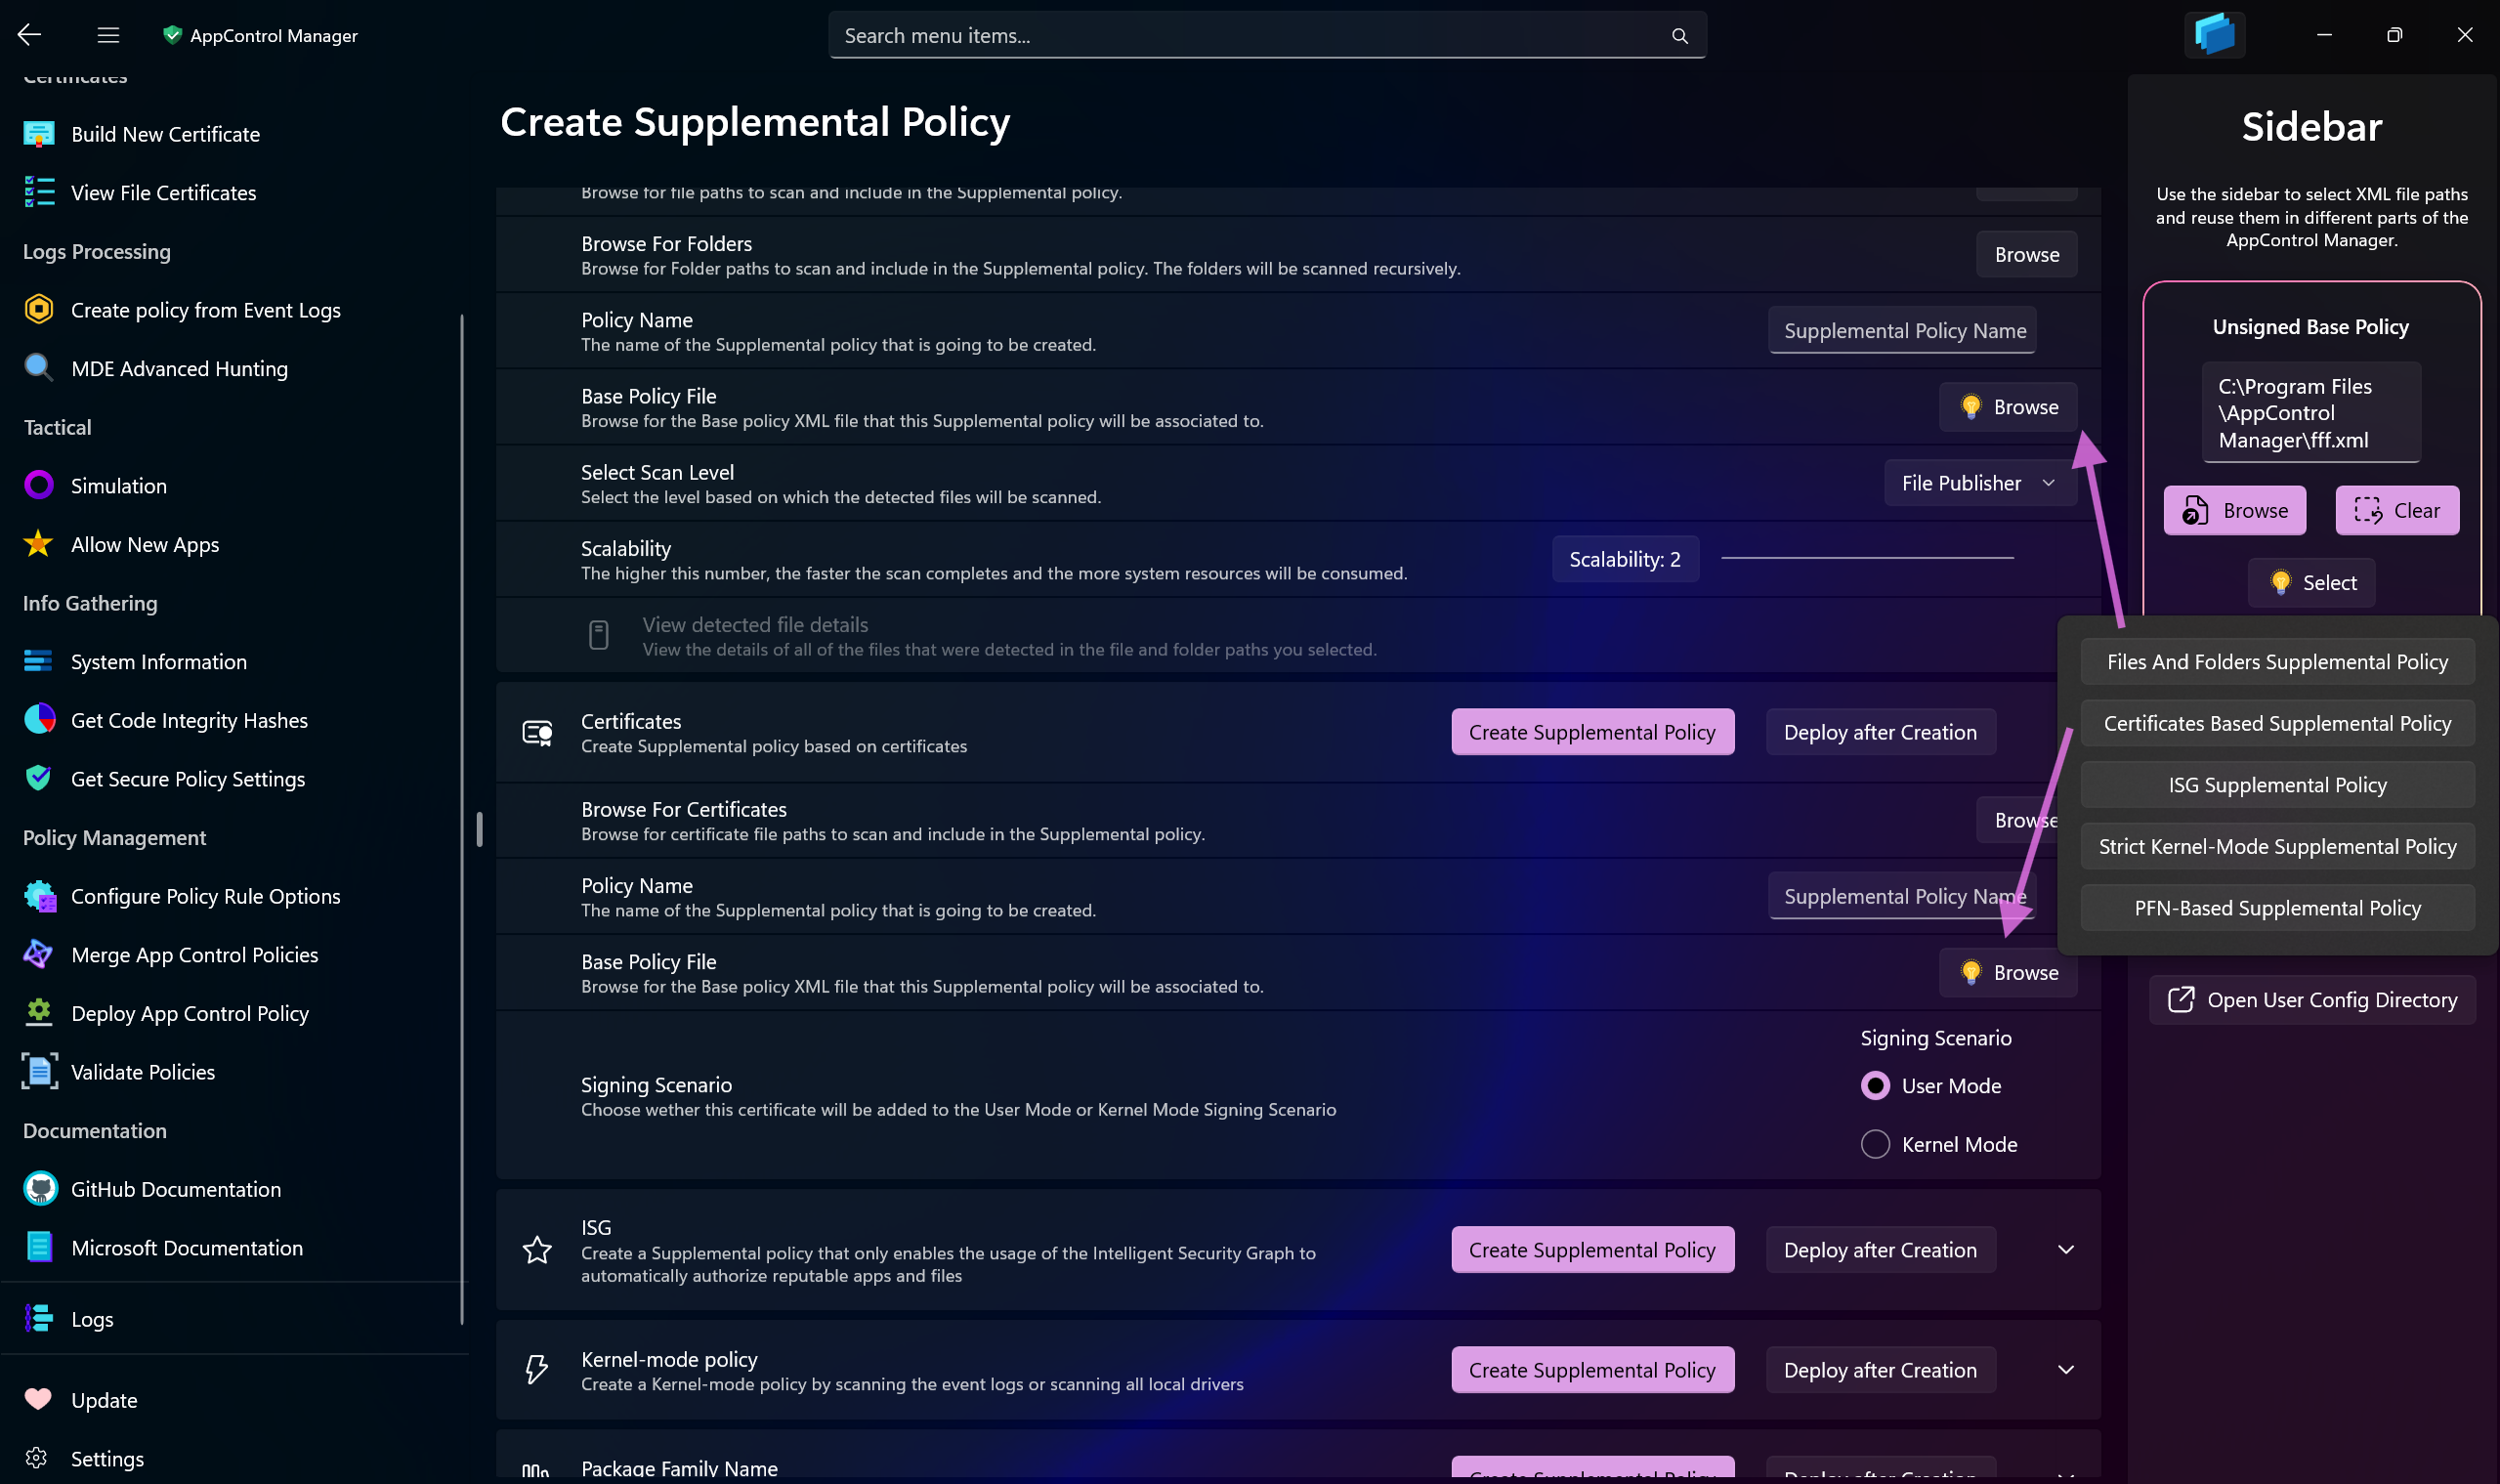 AppControl Manager
Search menu items...
Certificates
Build New Certificate
View File Certificates
Logs Processing
Create policy from Event Logs
MDE Advanced Hunting
Tactical
Simulation
Allow New Apps
Info Gathering
System Information
Get Code Integrity Hashes
Get Secure Policy Settings
Policy Management
Configure Policy Rule Options
Merge App Control Policies
Deploy App Control Policy
Validate Policies
Documentation
GitHub Documentation
Microsoft Documentation
Logs
Update
Settings
Create Supplemental Policy
Browse for file paths to scan and include in the Supplemental policy.
Browse For Folders
Browse for Folder paths to scan and include in the Supplemental policy. The folders will be scanned recursively.
Browse
Policy Name
The name of the Supplemental policy that is going to be created.
Supplemental Policy Name
Base Policy File
Browse for the Base policy XML file that this Supplemental policy will be associated to.
Browse
Select Scan Level
Select the level based on which the detected files will be scanned.
File Publisher
Scalability
The higher this number, the faster the scan completes and the more system resources will be consumed.
Scalability: 2
View detected file details
View the details of all of the files that were detected in the file and folder paths you selected.
Certificates
Create Supplemental policy based on certificates
Create Supplemental Policy
Deploy after Creation
Browse For Certificates
Browse for certificate file paths to scan and include in the Supplemental policy.
Browse
Policy Name
The name of the Supplemental policy that is going to be created.
Supplemental Policy Name
Base Policy File
Browse for the Base policy XML file that this Supplemental policy will be associated to.
Browse
Signing Scenario
Choose wether this certificate will be added to the User Mode or Kernel Mode Signing Scenario
Signing Scenario
User Mode
Kernel Mode
ISG
Create a Supplemental policy that only enables the usage of the Intelligent Security Graph to
automatically authorize reputable apps and files
Create Supplemental Policy
Deploy after Creation
Kernel-mode policy
Create a Kernel-mode policy by scanning the event logs or scanning all local drivers
Create Supplemental Policy
Deploy after Creation
Package Family Name
Create Supplemental Policy
Deploy after Creation
Sidebar
Use the sidebar to select XML file paths
and reuse them in different parts of the
AppControl Manager.
Unsigned Base Policy
C:\Program Files
\AppControl
Manager\fff.xml
Browse
Clear
Select
Files And Folders Supplemental Policy
Certificates Based Supplemental Policy
ISG Supplemental Policy
Strict Kernel-Mode Supplemental Policy
PFN-Based Supplemental Policy
Open User Config Directory